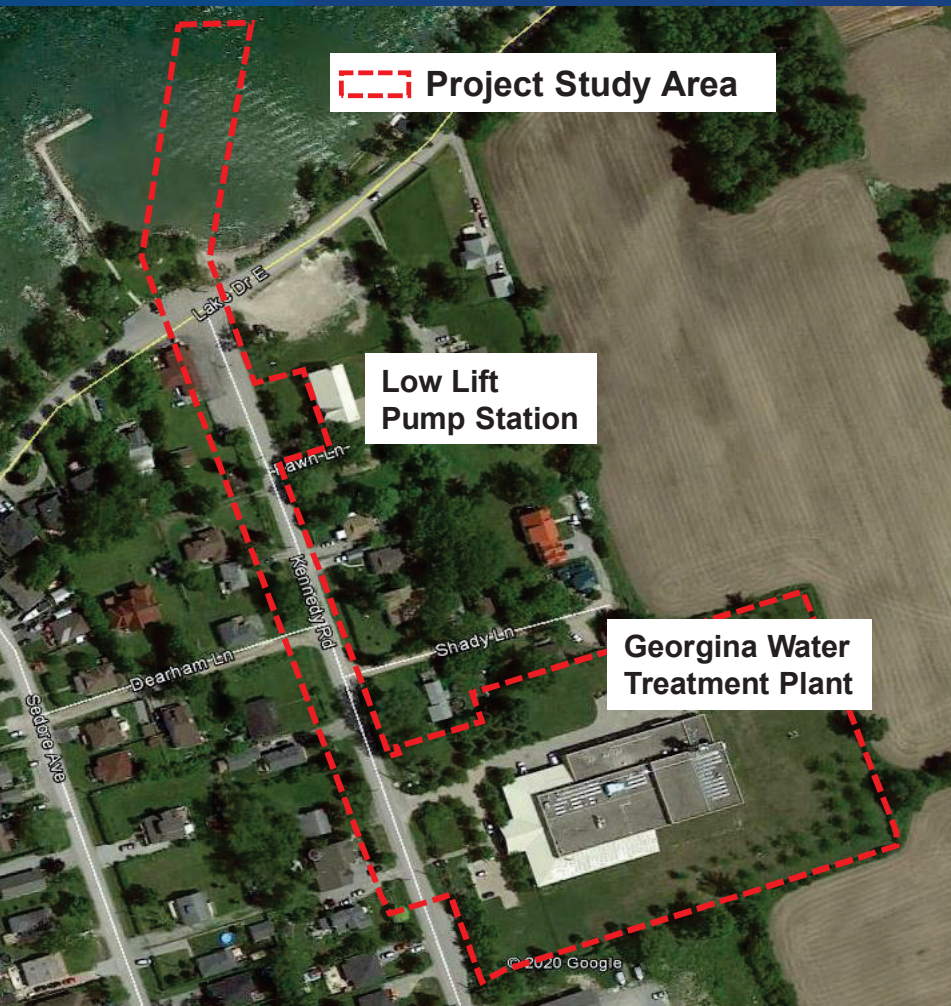 Project Study Area
Lake Dr E
Low Lift
Pump Station
Hawn Ln
Kennedy Rd
Shady Ln
Dearham Ln
Georgina Water
Treatment Plant
Sedore Ave
© 2020 Google